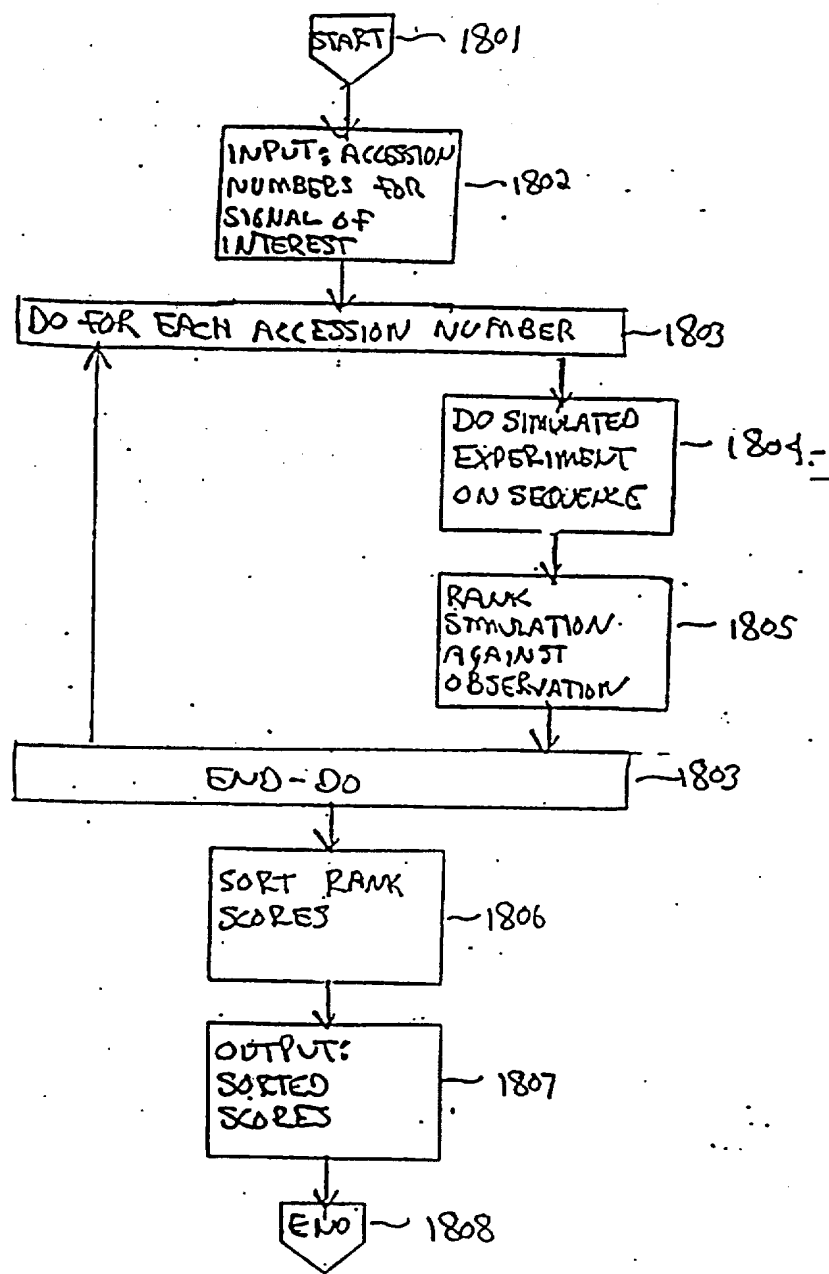 START 1801
INPUT: ACCESSION
NUMBERS FOR
SIGNAL OF
INTEREST
1802
DO FOR EACH ACCESSION NUMBER 1803
DO SIMULATED
EXPERIMENT
ON SEQUENCE
1804
RANK
SIMULATION
AGAINST
OBSERVATION
1805
END-DO 1803
SORT RANK
SCORES
1806
OUTPUT:
SORTED
SCORES
1807
END 1808